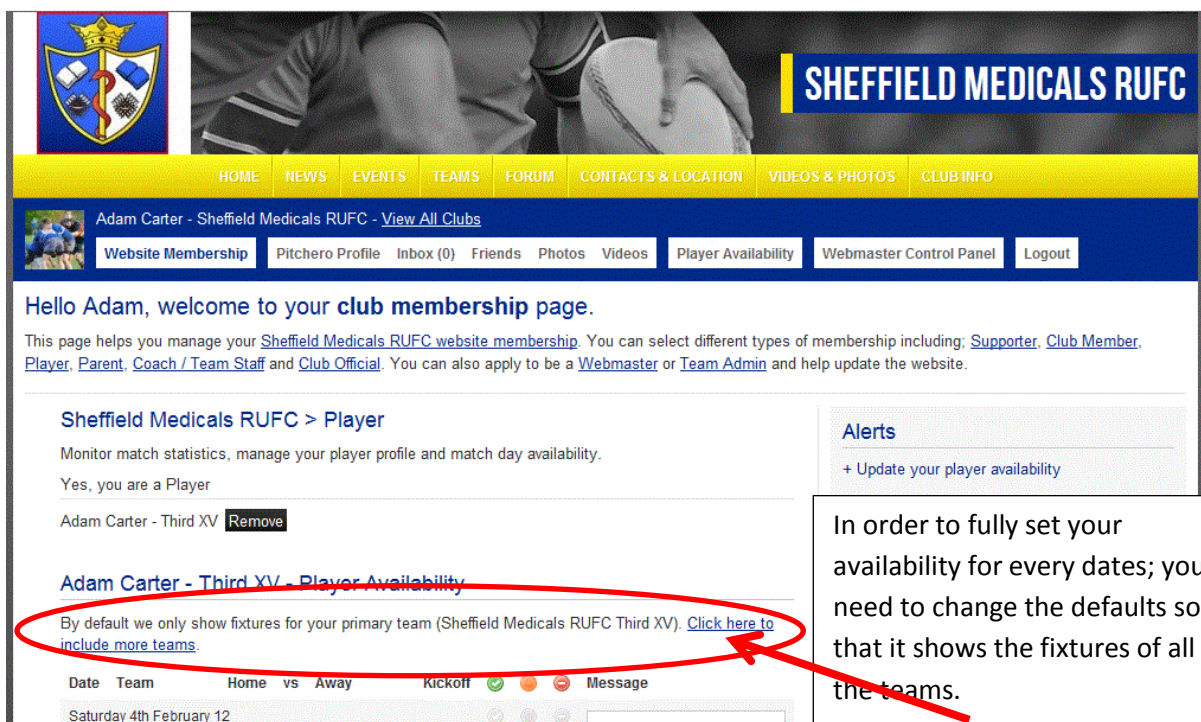 SHEFFIELD MEDICALS RUFC
HOME NEWS EVENTS TEAMS FORUM CONTACTS & LOCATION VIDEOS & PHOTOS CLUB INFO
Adam Carter - Sheffield Medicals RUFC - View All Clubs
Website Membership Pitchero Profile Inbox (0) Friends Photos Videos Player Availability Webmaster Control Panel Logout
Hello Adam, welcome to your club membership page.
This page helps you manage your Sheffield Medicals RUFC website membership. You can select different types of membership including; Supporter, Club Member,
Player, Parent, Coach / Team Staff and Club Official. You can also apply to be a Webmaster or Team Admin and help update the website.
Sheffield Medicals RUFC > Player
Monitor match statistics, manage your player profile and match day availability.
Yes, you are a Player
Adam Carter - Third XV Remove
Alerts
+ Update your player availability
Adam Carter - Third XV - Player Availability
By default we only show fixtures for your primary team (Sheffield Medicals RUFC Third XV). Click here to
include more teams.
Date Team Home vs Away Kickoff Message
Saturday 4th February 12
In order to fully set your
availability for every dates; you
need to change the defaults so
that it shows the fixtures of all
the teams.